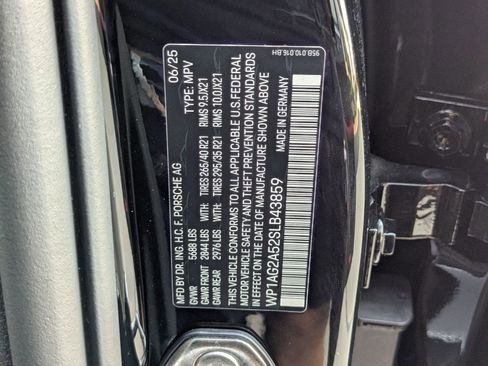 MFD BY DR. ING. H.C. F. PORSCHE AG 06/25
GVWR 5688 LBS TYPE: MPV
GAWR FRONT 2844 LBS WITH: TIRES 265/40 R21 RIMS 9.5JX21
GAWR REAR 2976 LBS WITH: TIRES 295/35 R21 RIMS 10.0JX21
THIS VEHICLE CONFORMS TO ALL APPLICABLE U.S. FEDERAL
MOTOR VEHICLE SAFETY AND THEFT PREVENTION STANDARDS
IN EFFECT ON THE DATE OF MANUFACTURE SHOWN ABOVE
WP1AG2A52SLB43859 MADE IN GERMANY
95B.010.016.BH